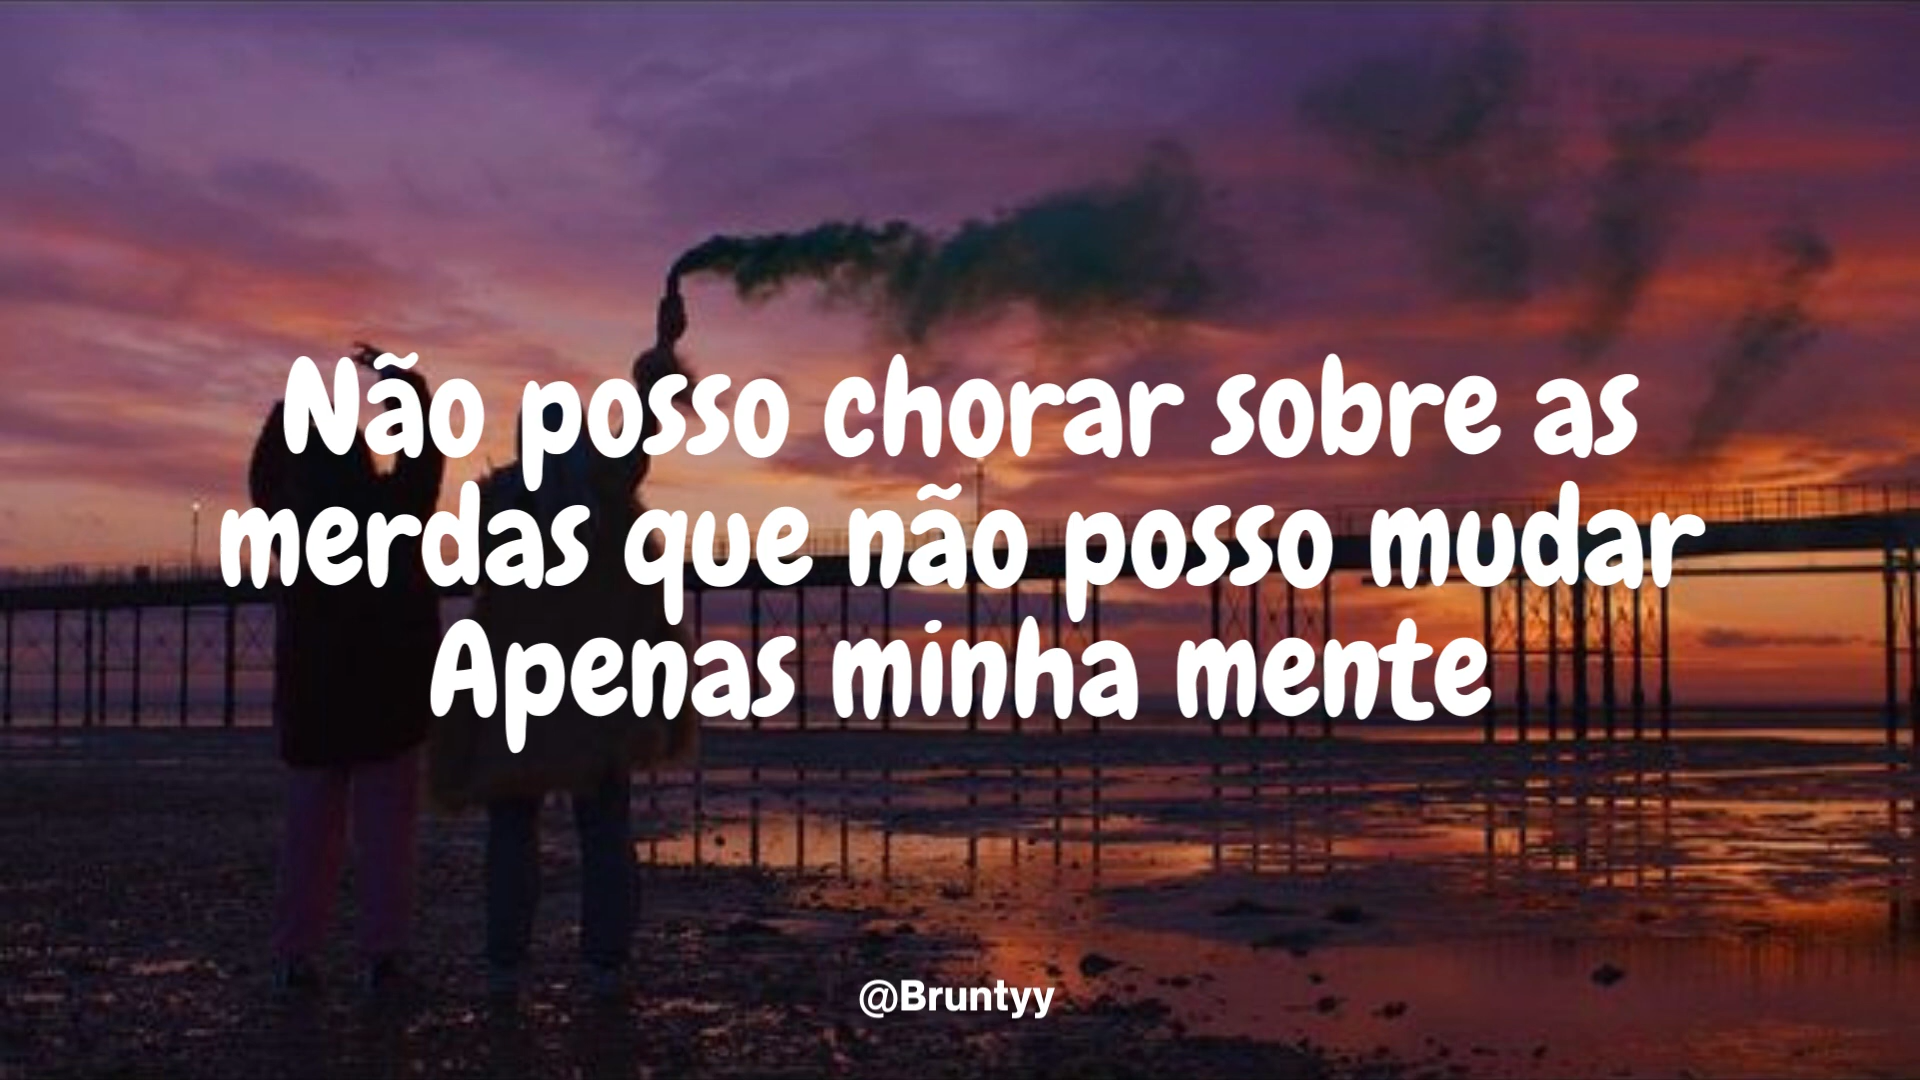 Não posso chorar sobre as
merdas que não posso mudar
Apenas minha mente
@Bruntyy